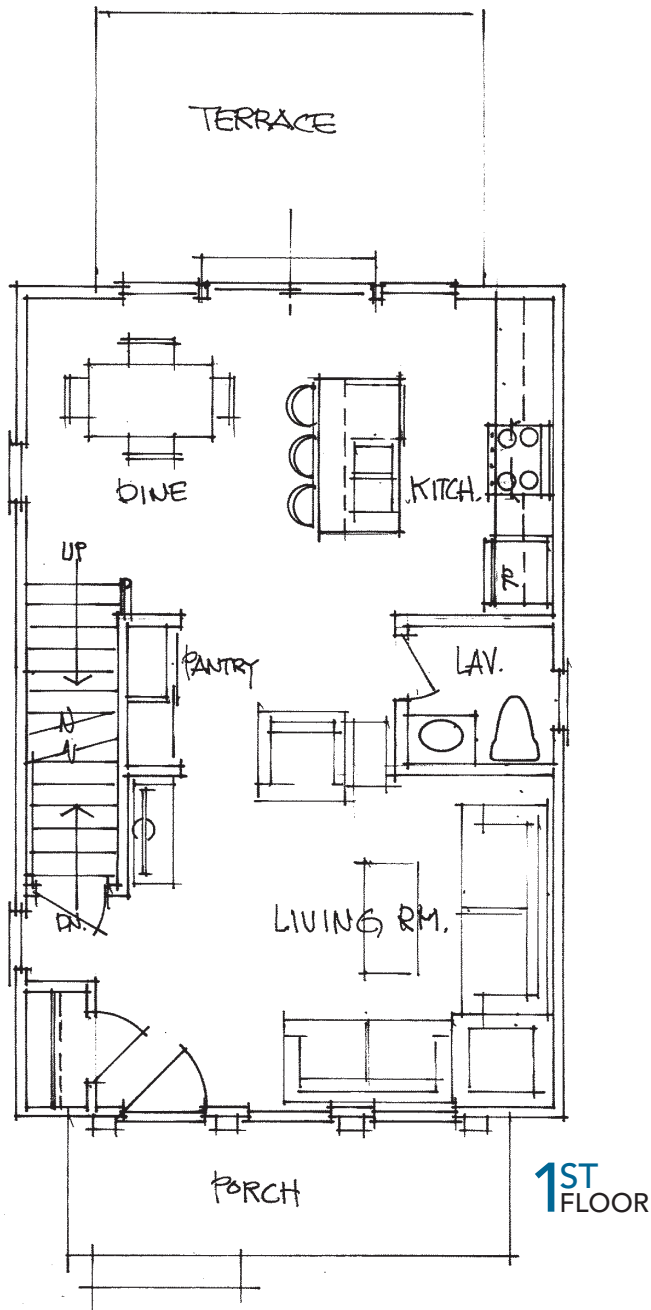 TERRACE
DINE
KITCH.
UP
PANTRY
LAV.
LIVING RM.
DN.
PORCH
1ST
FLOOR